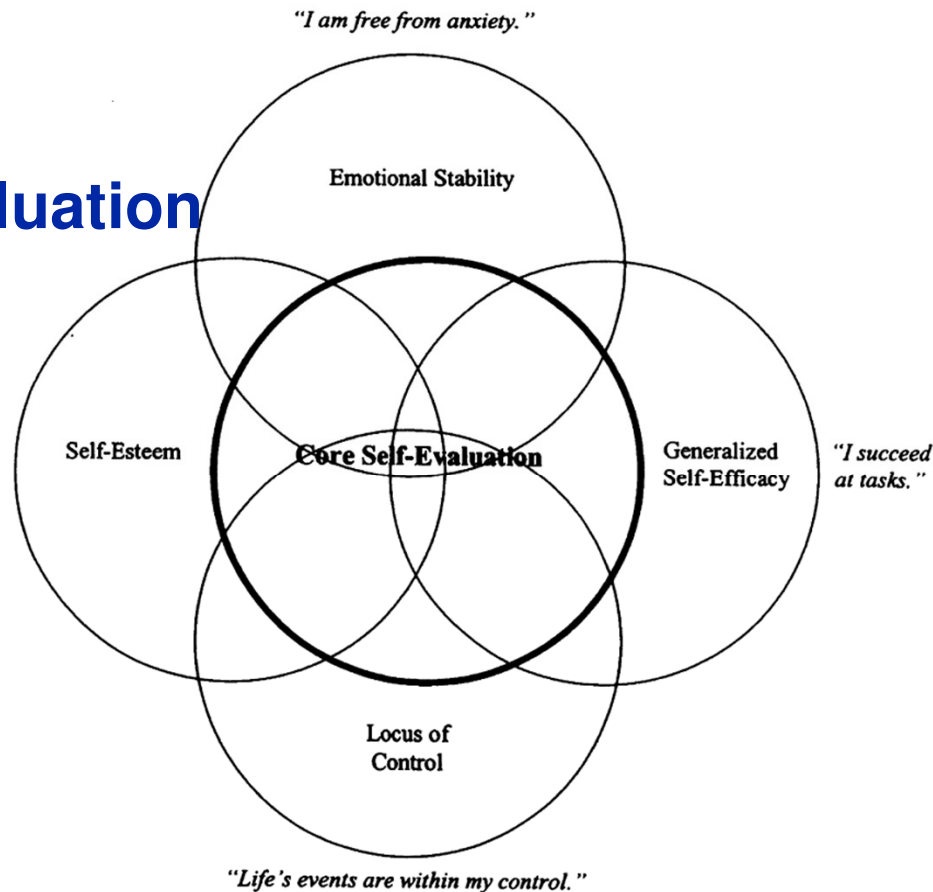 “I am free from anxiety.”
Emotional Stability
luation
Self-Esteem
Core Self-Evaluation
Generalized
Self-Efficacy
“I succeed
at tasks.”
Locus of
Control
“Life’s events are within my control.”